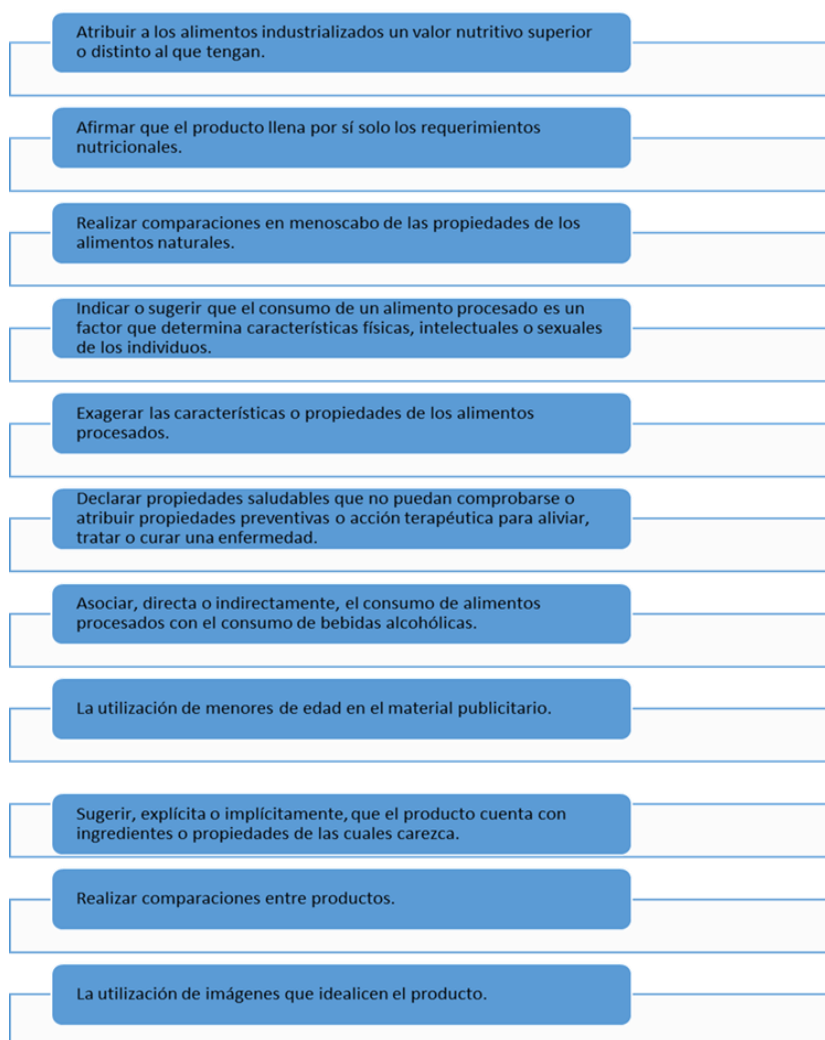 Atribuir a los alimentos industrializados un valor nutritivo superior
o distinto al que tengan.
Afirmar que el producto llena por sí solo los requerimientos
nutricionales.
Realizar comparaciones en menoscabo de las propiedades de los
alimentos naturales.
Indicar o sugerir que el consumo de un alimento procesado es un
factor que determina características físicas, intelectuales o sexuales
de los individuos.
Exagerar las características o propiedades de los alimentos
procesados.
Declarar propiedades saludables que no puedan comprobarse o
atribuir propiedades preventivas o acción terapéutica para aliviar,
tratar o curar una enfermedad.
Asociar, directa o indirectamente, el consumo de alimentos
procesados con el consumo de bebidas alcohólicas.
La utilización de menores de edad en el material publicitario.
Sugerir, explícita o implícitamente, que el producto cuenta con
ingredientes o propiedades de las cuales carezca.
Realizar comparaciones entre productos.
La utilización de imágenes que idealicen el producto.